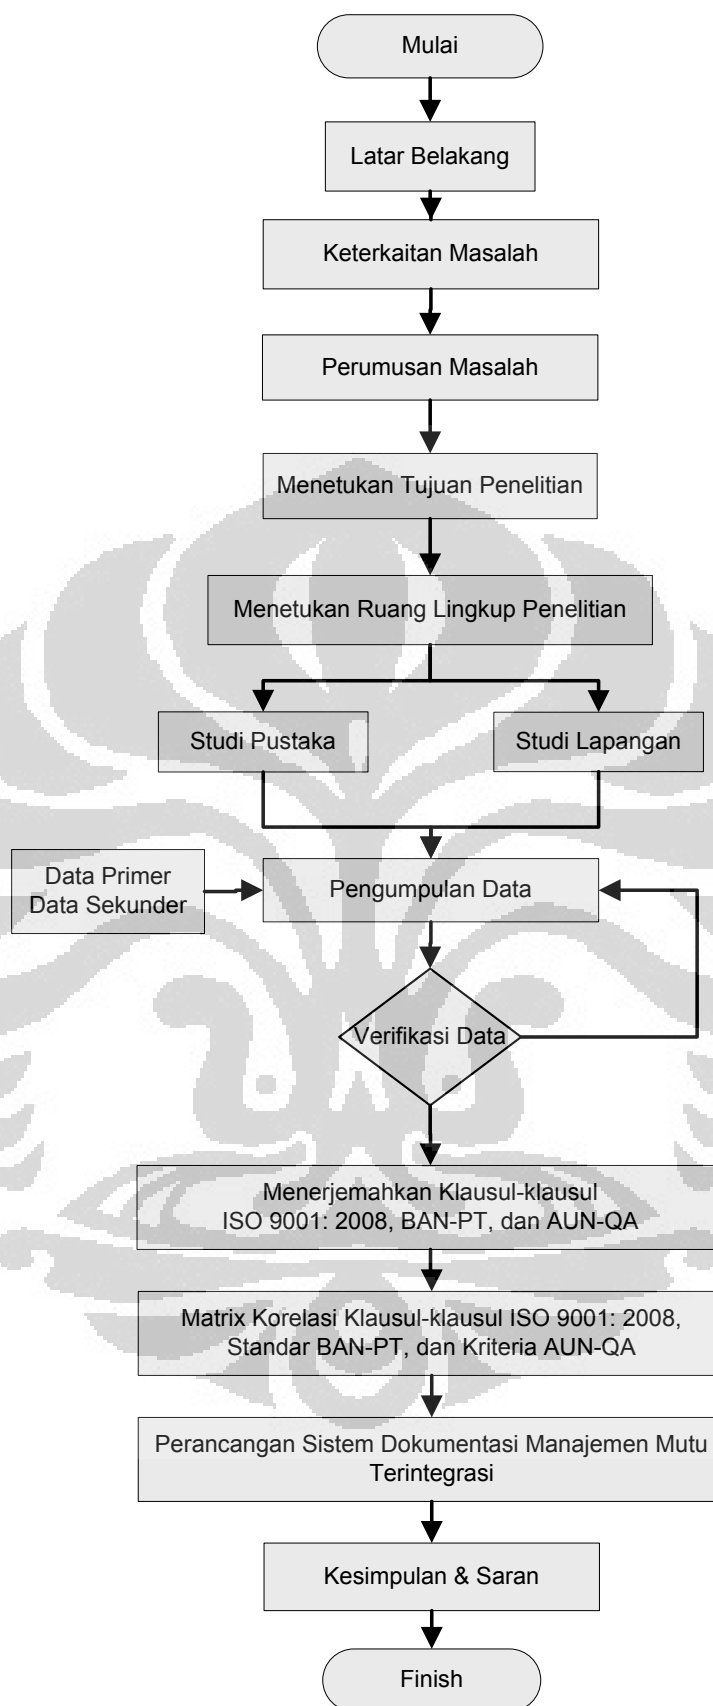 Mulai
Latar Belakang
Keterkaitan Masalah
Perumusan Masalah
Menetukan Tujuan Penelitian
Menetukan Ruang Lingkup Penelitian
Studi Pustaka
Studi Lapangan
Data Primer
Data Sekunder
Pengumpulan Data
Verifikasi Data
Menerjemahkan Klausul-klausul
ISO 9001: 2008, BAN-PT, dan AUN-QA
Matrix Korelasi Klausul-klausul ISO 9001: 2008,
Standar BAN-PT, dan Kriteria AUN-QA
Perancangan Sistem Dokumentasi Manajemen Mutu
Terintegrasi
Kesimpulan & Saran
Finish